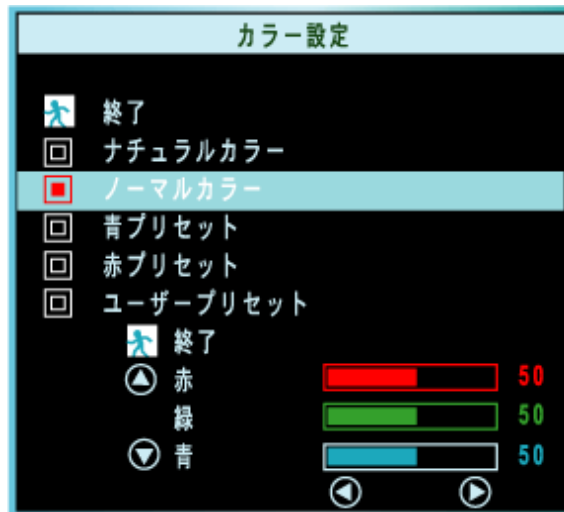 カラー設定
終了
ナチュラルカラー
ノーマルカラー
青プリセット
赤プリセット
ユーザープリセット
終了
赤 50
緑 50
青 50